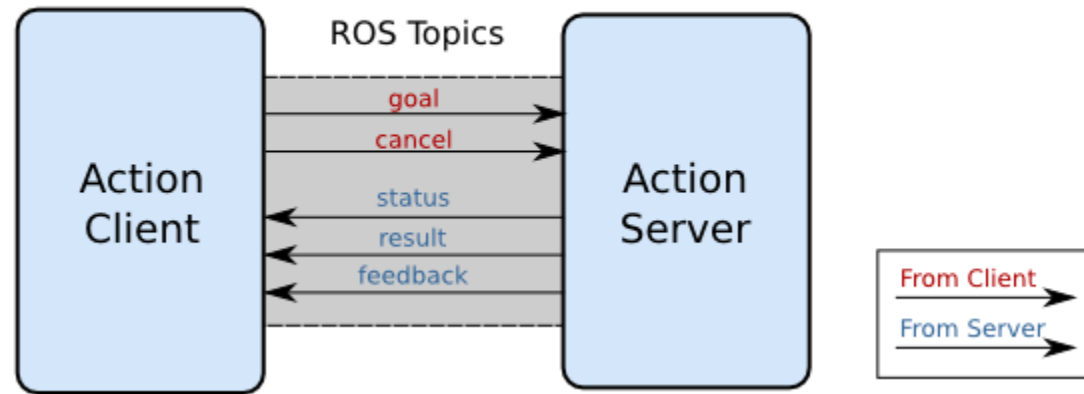 ROS Topics
goal
cancel
status
result
feedback
Action
Client
Action
Server
From Client
From Server